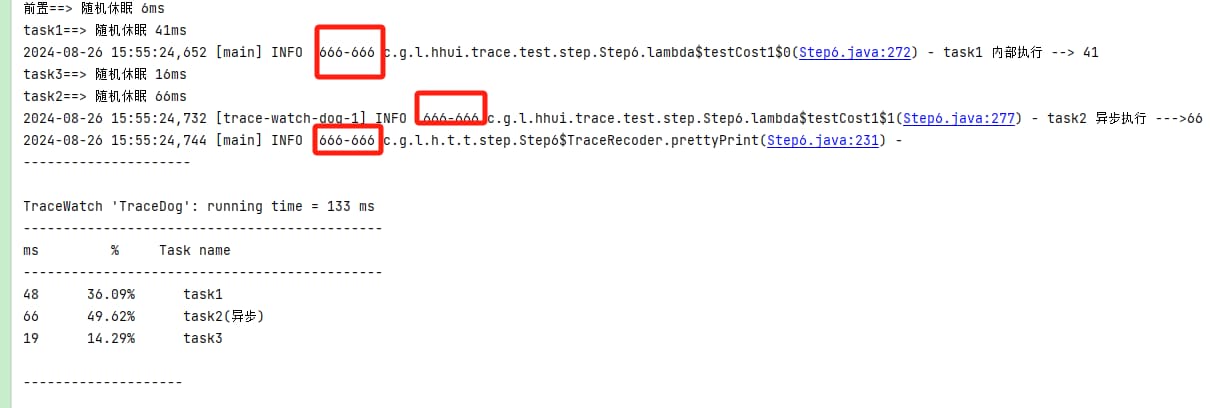 前置==> 随机休眠 6ms
task1==> 随机休眠 41ms
2024-08-26 15:55:24,652 [main] INFO  666-666 c.g.l.hhui.trace.test.step.Step6.lambda$testCost1$0(Step6.java:272) - task1 内部执行 --> 41
task3==> 随机休眠 16ms
task2==> 随机休眠 66ms
2024-08-26 15:55:24,732 [trace-watch-dog-1] INFO  666-666 c.g.l.hhui.trace.test.step.Step6.lambda$testCost1$1(Step6.java:277) - task2 异步执行 --->66
2024-08-26 15:55:24,744 [main] INFO  666-666 c.g.l.h.t.t.step.Step6$TraceRecoder.prettyPrint(Step6.java:231) -
---------------------
TraceWatch 'TraceDog': running time = 133 ms
---------------------------------------------
ms         %     Task name
---------------------------------------------
48      36.09%      task1
66      49.62%      task2(异步)
19      14.29%      task3
--------------------